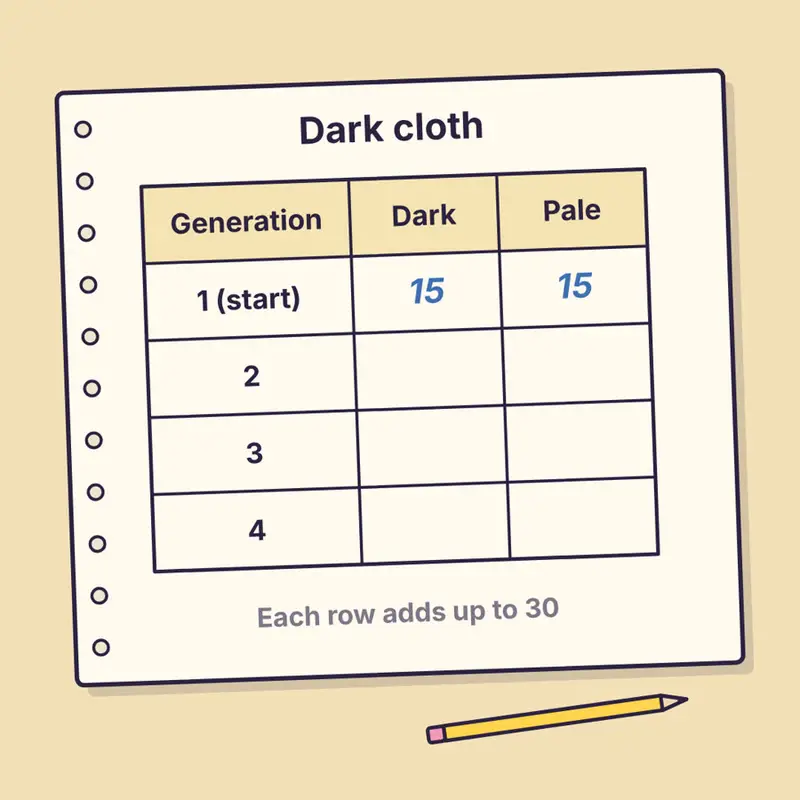 Dark cloth
Generation Dark Pale
1 (start) 15 15
2
3
4
Each row adds up to 30